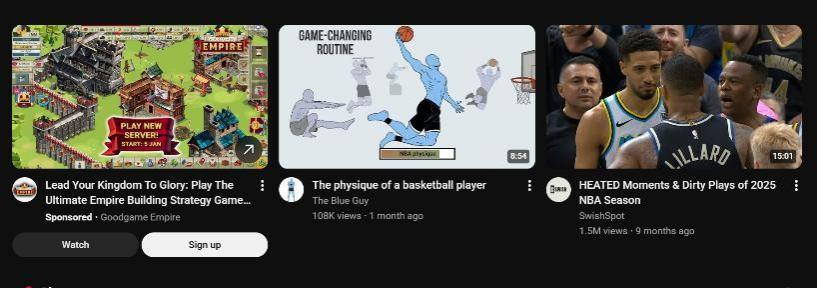 EMPIRE
PLAY NEW
SERVER!
START: 5 JAN
Lead Your Kingdom To Glory: Play The
Ultimate Empire Building Strategy Game...
Sponsored · Goodgame Empire
Watch
Sign up
GAME-CHANGING
ROUTINE
NBA physique
8:54
The physique of a basketball player
The Blue Guy
108K views · 1 month ago
LILLARD
15:01
HEATED Moments & Dirty Plays of 2025
NBA Season
SwishSpot
1.5M views · 9 months ago